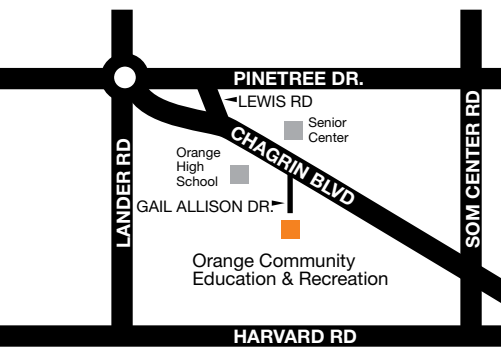 PINETREE DR.
LEWIS RD
Senior
Center
CHAGRIN BLVD
Orange
High
School
LANDER RD
SOM CENTER RD
GAIL ALLISON DR.
Orange Community
Education & Recreation
HARVARD RD